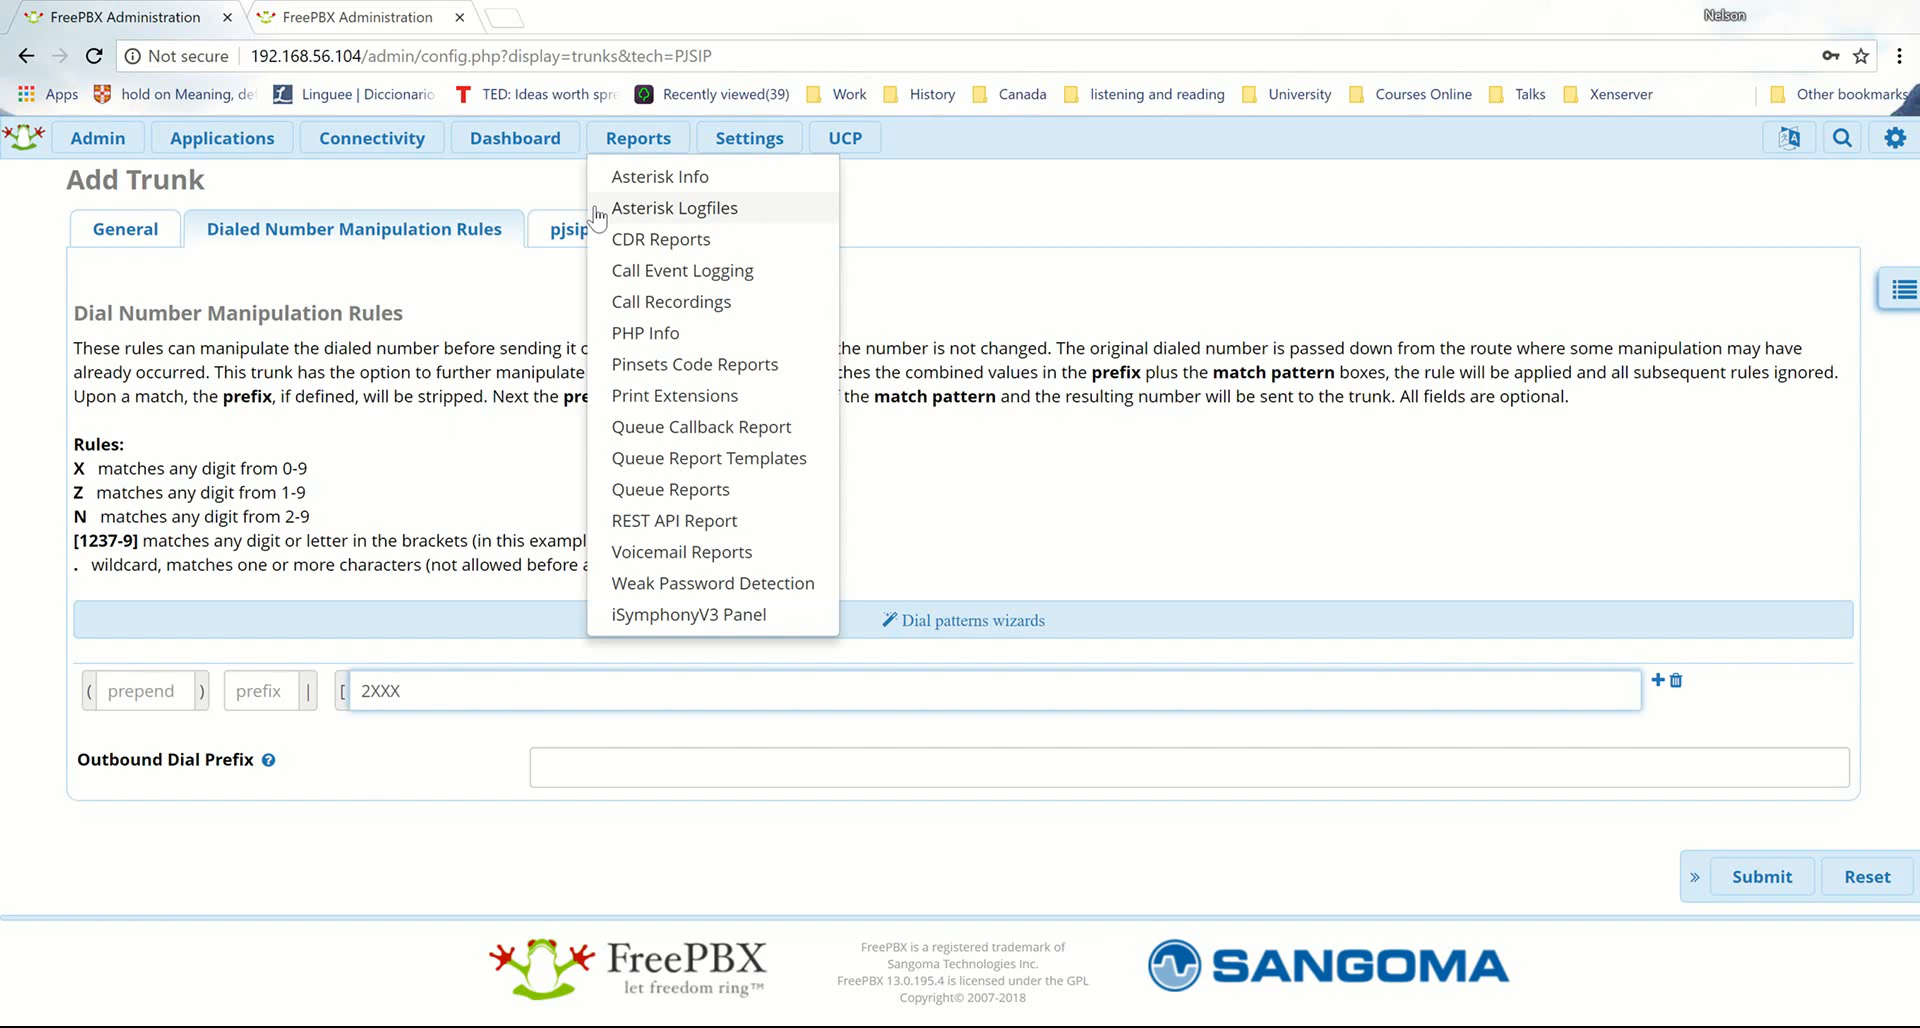 FreePBX Administration
FreePBX Administration
Nelson
Not secure
192.168.56.104/admin/config.php?display=trunks&tech=PJSIP
Apps
hold on Meaning, de
Linguee | Diccionario
TED: Ideas worth spre
Recently viewed(39)
Work
History
Canada
listening and reading
University
Courses Online
Talks
Xenserver
Other bookmarks
Admin
Applications
Connectivity
Dashboard
Reports
Settings
UCP
Add Trunk
General
Dialed Number Manipulation Rules
pjsip
Asterisk Info
Asterisk Logfiles
CDR Reports
Call Event Logging
Call Recordings
PHP Info
Pinsets Code Reports
Print Extensions
Queue Callback Report
Queue Report Templates
Queue Reports
REST API Report
Voicemail Reports
Weak Password Detection
iSymphonyV3 Panel
Dial Number Manipulation Rules
These rules can manipulate the dialed number before sending it o he number is not changed. The original dialed number is passed down from the route where some manipulation may have
already occurred. This trunk has the option to further manipulate ches the combined values in the prefix plus the match pattern boxes, the rule will be applied and all subsequent rules ignored.
Upon a match, the prefix, if defined, will be stripped. Next the pre f the match pattern and the resulting number will be sent to the trunk. All fields are optional.
Rules:
X matches any digit from 0-9
Z matches any digit from 1-9
N matches any digit from 2-9
[1237-9] matches any digit or letter in the brackets (in this exampl
. wildcard, matches one or more characters (not allowed before a
Dial patterns wizards
( prepend ) prefix | [ 2XXX
Outbound Dial Prefix
» Submit Reset
FreePBX
let freedom ring™
FreePBX is a registered trademark of
Sangoma Technologies Inc.
FreePBX 13.0.195.4 is licensed under the GPL
Copyright© 2007-2018
SANGOMA